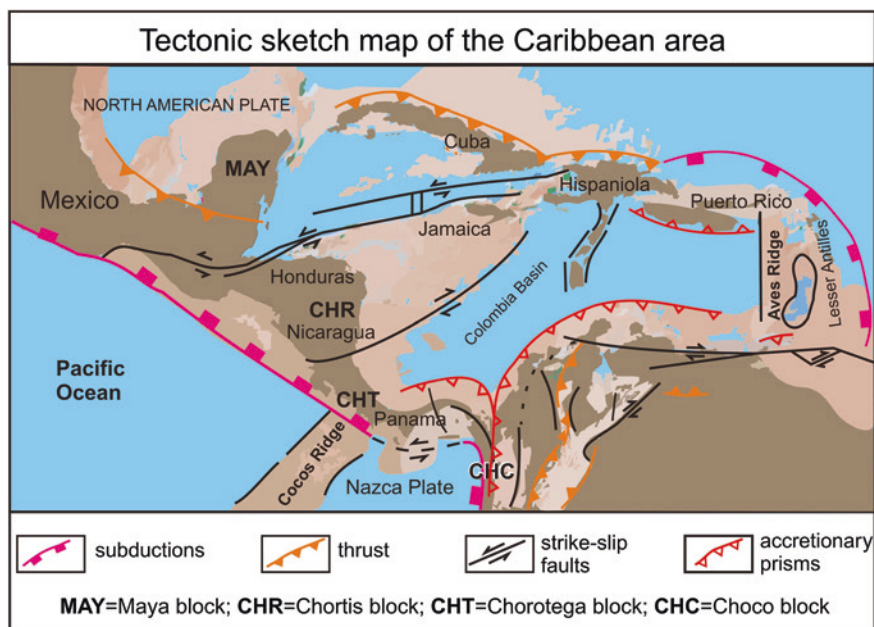 Tectonic sketch map of the Caribbean area
NORTH AMERICAN PLATE
Cuba
MAY
Hispaniola
Mexico
Puerto Rico
Jamaica
Honduras
Aves Ridge
Lesser Antilles
CHR
Colombia Basin
Nicaragua
Pacific
Ocean
CHT
Panama
Cocos Ridge
CHC
Nazca Plate
subductions
thrust
strike-slip
faults
accretionary
prisms
MAY=Maya block; CHR=Chortis block; CHT=Chorotega block; CHC=Choco block